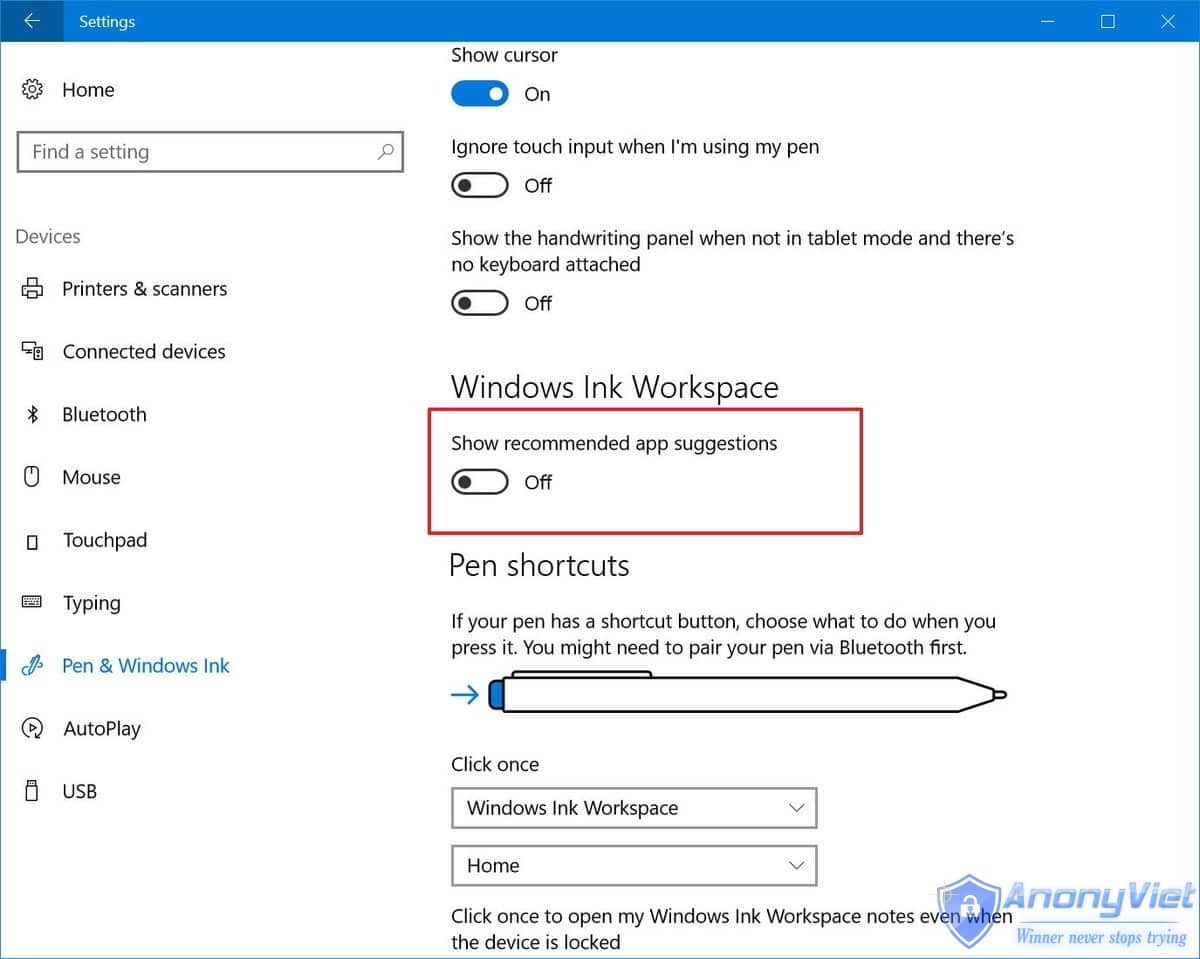 Settings
Home
Find a setting
Devices
Printers & scanners
Connected devices
Bluetooth
Mouse
Touchpad
Typing
Pen & Windows Ink
AutoPlay
USB
Show cursor
On
Ignore touch input when I'm using my pen
Off
Show the handwriting panel when not in tablet mode and there's
no keyboard attached
Off
Windows Ink Workspace
Show recommended app suggestions
Off
Pen shortcuts
If your pen has a shortcut button, choose what to do when you
press it. You might need to pair your pen via Bluetooth first.
Click once
Windows Ink Workspace
Home
Click once to open my Windows Ink Workspace notes even when
the device is locked
AnonyViet
Winner never stops trying